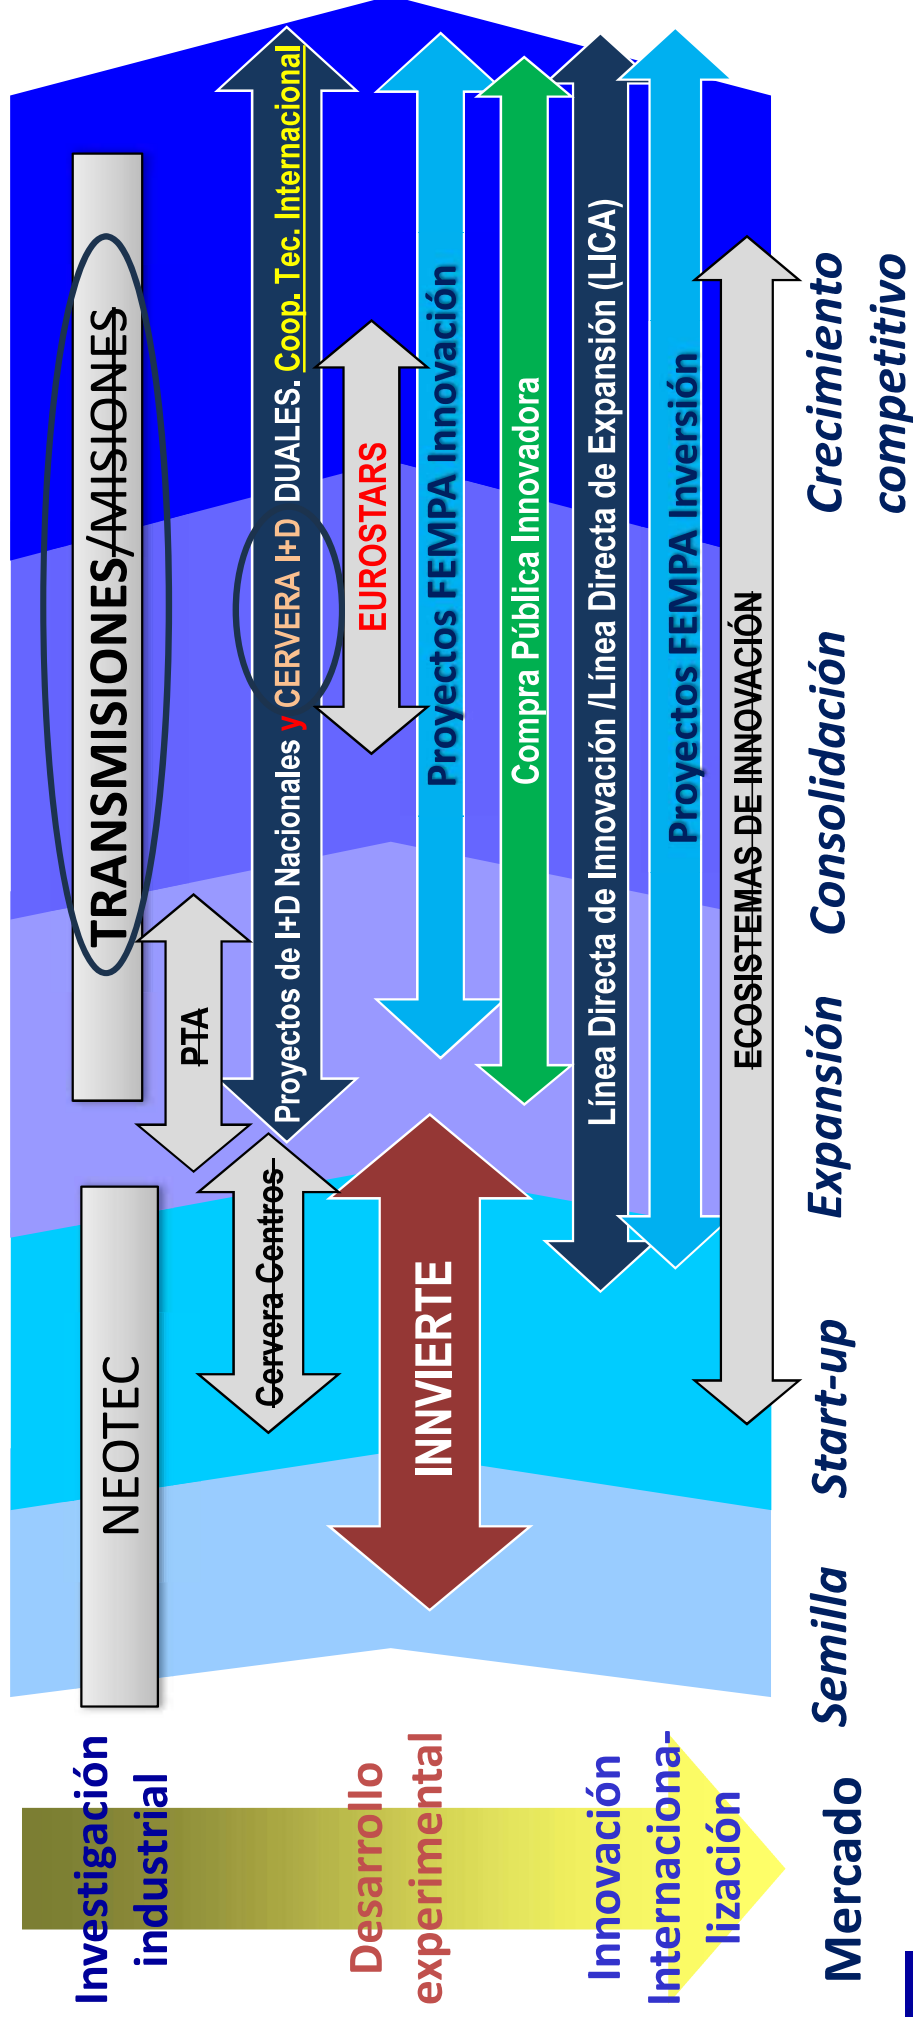 Investigación
industrial
NEOTEC
TRANSMISIONES/MISIONES
PTA
Cervera Centros
Proyectos de I+D Nacionales y CERVERA I+D DUALES. Coop. Tec. Internacional
EUROSTARS
Desarrollo
experimental
INNVIERTE
Proyectos FEMPA Innovación
Compra Pública Innovadora
Innovación
Internaciona-
lización
Línea Directa de Innovación /Línea Directa de Expansión (LICA)
Proyectos FEMPA Inversión
ECOSISTEMAS DE INNOVACIÓN
Mercado
Semilla
Start-up
Expansión
Consolidación
Crecimiento
competitivo